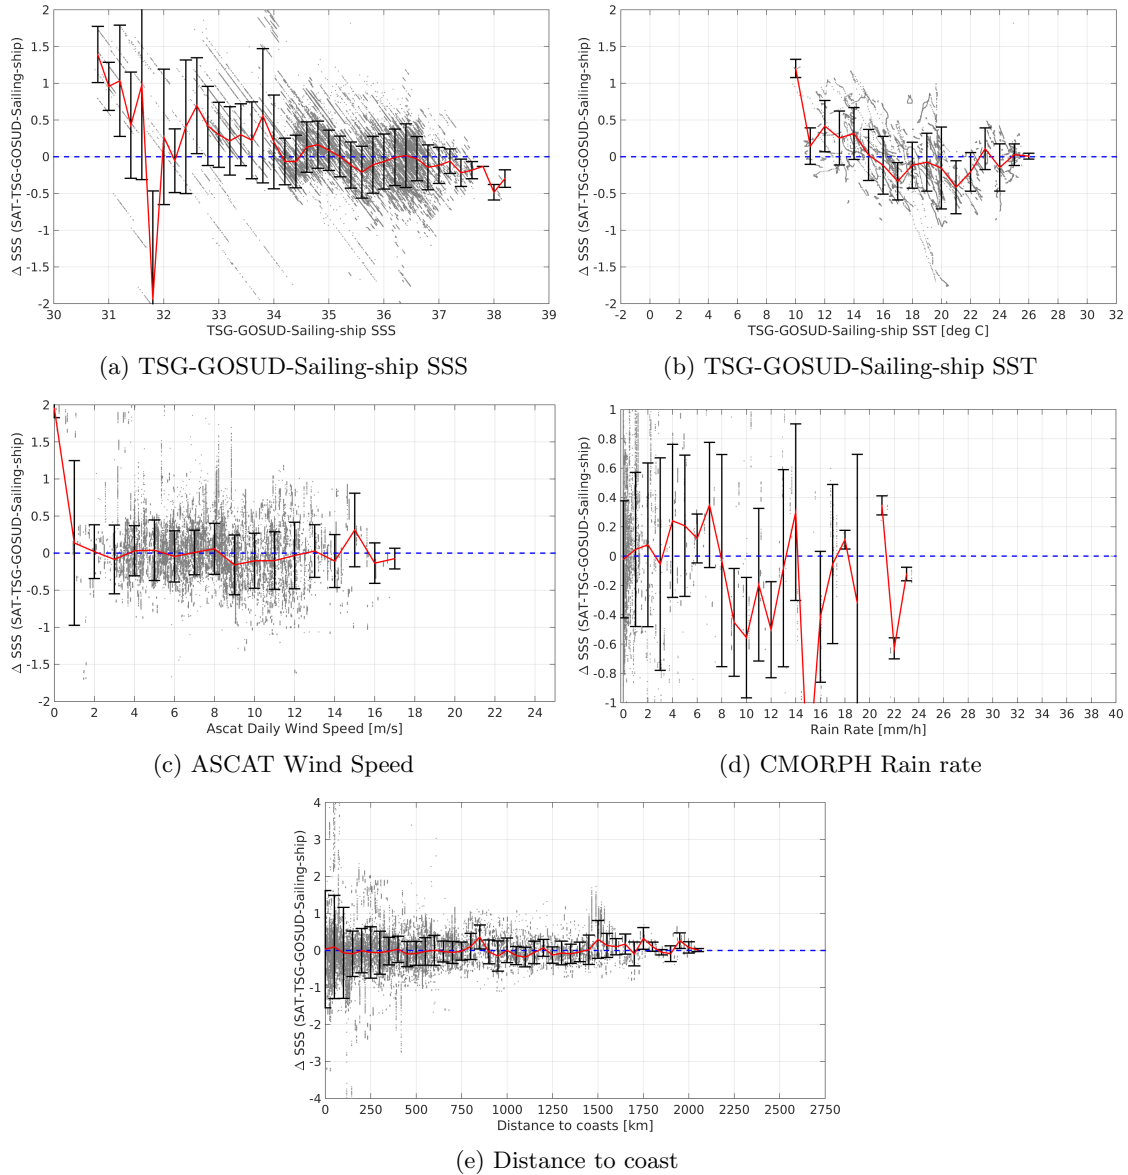 2
1.5
1
0.5
0
-0.5
-1
-1.5
-2
Δ SSS (SAT-TSG-GOSUD-Sailing-ship)
30 31 32 33 34 35 36 37 38 39
TSG-GOSUD-Sailing-ship SSS
(a) TSG-GOSUD-Sailing-ship SSS
2
1.5
1
0.5
0
-0.5
-1
-1.5
-2
Δ SSS (SAT-TSG-GOSUD-Sailing-ship)
-2 0 2 4 6 8 10 12 14 16 18 20 22 24 26 28 30 32
TSG-GOSUD-Sailing-ship SST [deg C]
(b) TSG-GOSUD-Sailing-ship SST
2
1.5
1
0.5
0
-0.5
-1
-1.5
-2
Δ SSS (SAT-TSG-GOSUD-Sailing-ship)
0 2 4 6 8 10 12 14 16 18 20 22 24
Ascat Daily Wind Speed [m/s]
(c) ASCAT Wind Speed
1
0.8
0.6
0.4
0.2
0
-0.2
-0.4
-0.6
-0.8
-1
Δ SSS (SAT-TSG-GOSUD-Sailing-ship)
0 2 4 6 8 10 12 14 16 18 20 22 24 26 28 30 32 34 36 38 40
Rain Rate [mm/h]
(d) CMORPH Rain rate
4
3
2
1
0
-1
-2
-3
-4
Δ SSS (SAT-TSG-GOSUD-Sailing-ship)
0 250 500 750 1000 1250 1500 1750 2000 2250 2500 2750
Distance to coasts [km]
(e) Distance to coast